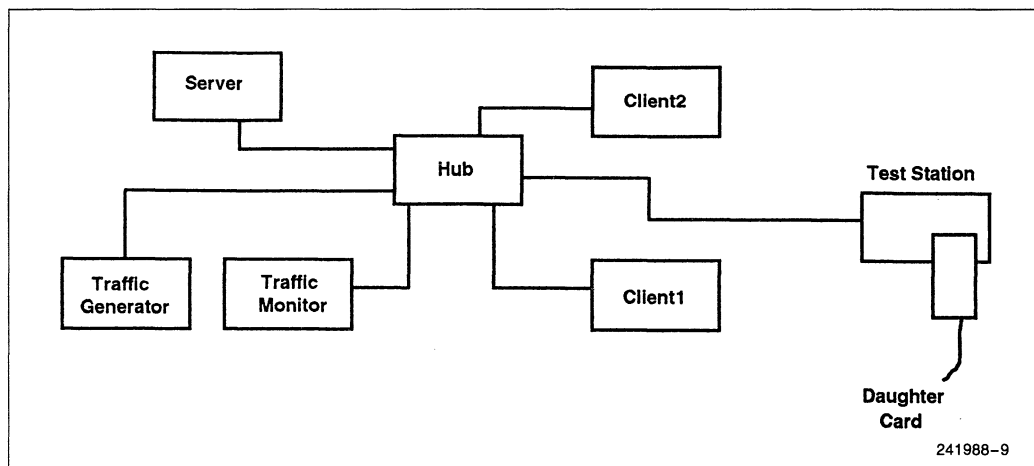 Server
Client2
Hub
Test Station
Traffic
Generator
Traffic
Monitor
Client1
Daughter
Card
241988–9